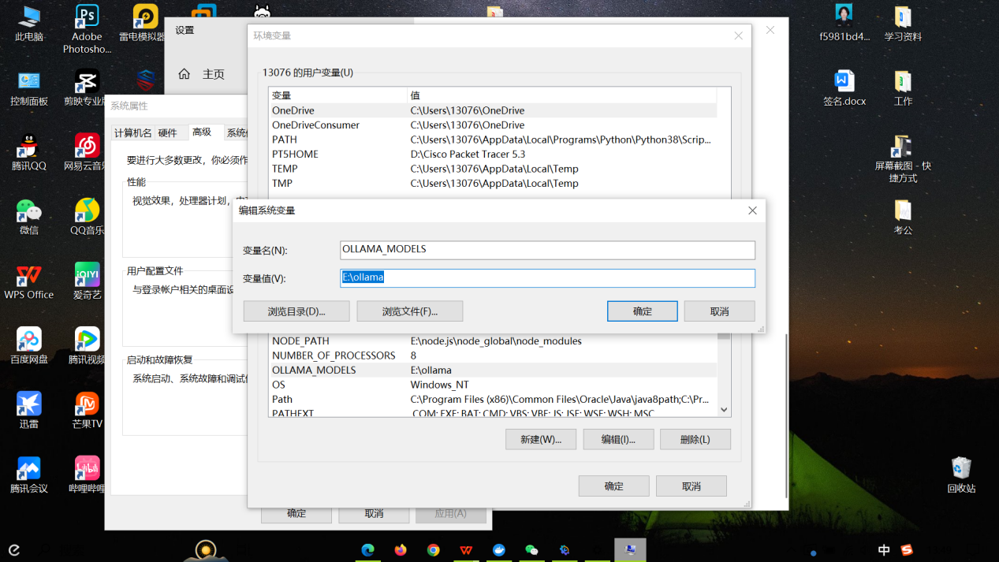 此电脑
Adobe
Photosho...
雷电模拟器
控制面板
剪映专业版
腾讯QQ
网易云音乐
微信
QQ音乐
WPS Office
爱奇艺
百度网盘
腾讯视频
迅雷
芒果TV
腾讯会议
哔哩哔哩
设置
主页
系统属性
计算机名
硬件
高级
要进行大多数更改，你必须作
性能
视觉效果，处理器计划，
用户配置文件
与登录帐户相关的桌面设
启动和故障恢复
系统启动、系统故障和调试信
确定
取消
应用(A)
环境变量
13076 的用户变量(U)
变量 值
OneDrive C:\Users\13076\OneDrive
OneDriveConsumer C:\Users\13076\OneDrive
PATH C:\Users\13076\AppData\Local\Programs\Python\Python38\Scrip...
PT5HOME D:\Cisco Packet Tracer 5.3
TEMP C:\Users\13076\AppData\Local\Temp
TMP C:\Users\13076\AppData\Local\Temp
编辑系统变量
变量名(N):
OLLAMA_MODELS
变量值(V):
E:\ollama
浏览目录(D)...
浏览文件(F)...
确定
取消
NODE_PATH E:\node.js\node_global\node_modules
NUMBER_OF_PROCESSORS 8
OLLAMA_MODELS E:\ollama
OS Windows_NT
Path C:\Program Files (x86)\Common Files\Oracle\Java\java8path;C:\Pr...
PATHEXT .COM;.EXE;.BAT;.CMD;.VBS;.VBE;.JS;.JSE;.WSF;.WSH;.MSC
新建(W)...
编辑(I)...
删除(L)
确定
取消
f5981bd4...
学习资料
签名.docx
工作
屏幕截图 - 快
捷方式
考公
回收站
中